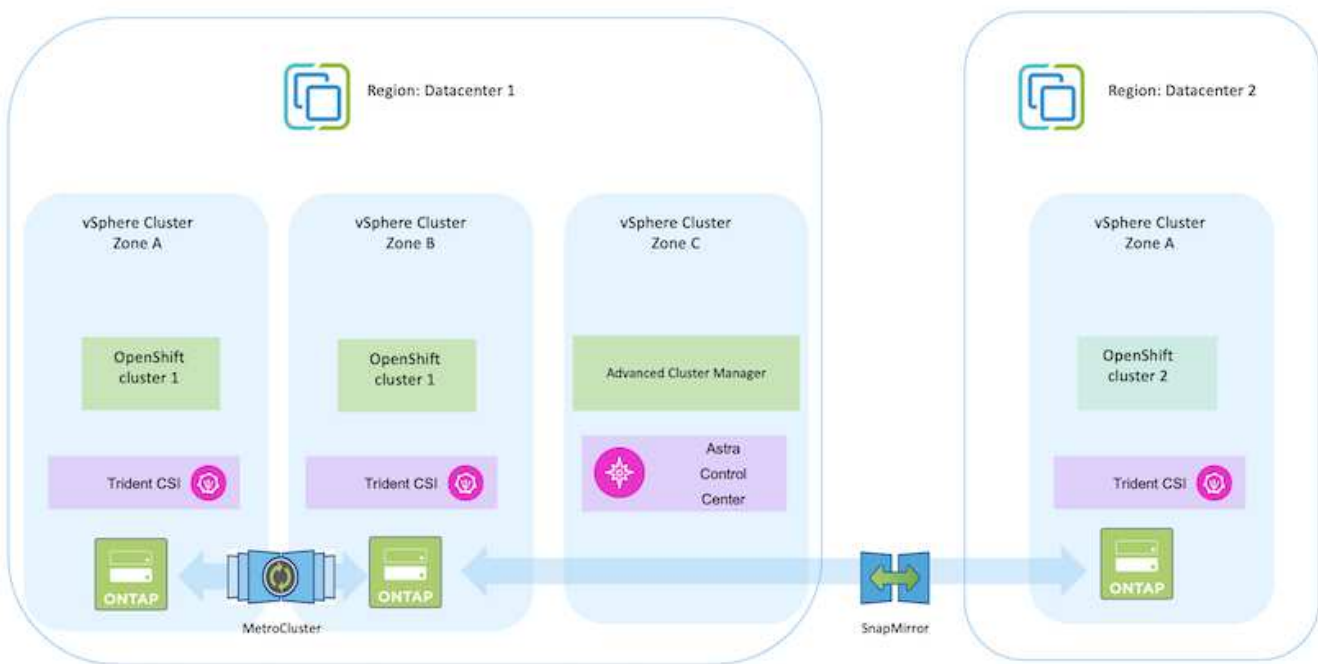 Region: Datacenter 1
Region: Datacenter 2
vSphere Cluster
Zone A
vSphere Cluster
Zone B
vSphere Cluster
Zone C
vSphere Cluster
Zone A
OpenShift
cluster 1
OpenShift
cluster 1
Advanced Cluster Manager
OpenShift
cluster 2
Trident CSI
Trident CSI
Astra
Control
Center
Trident CSI
ONTAP
ONTAP
ONTAP
MetroCluster
SnapMirror